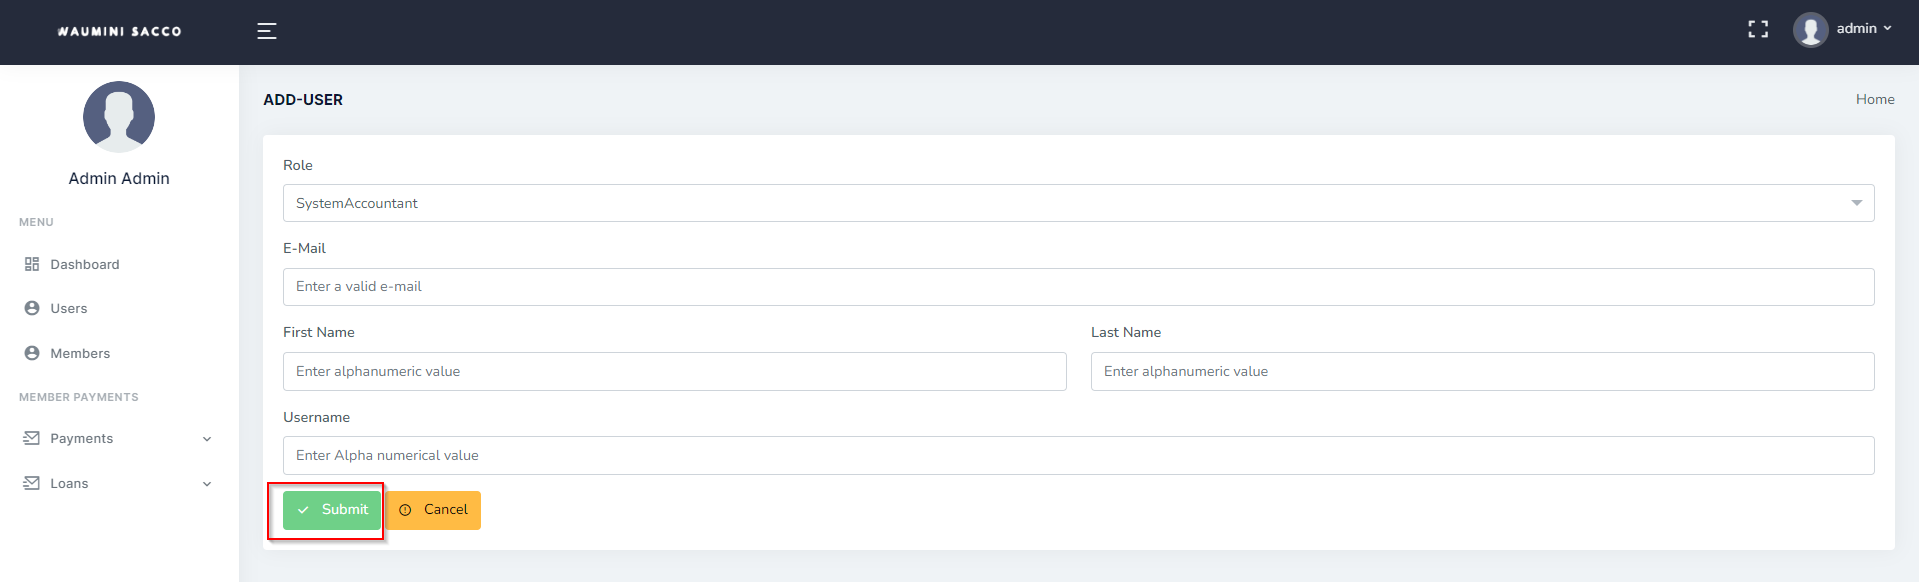 WAUMINI SACCO
admin
Admin Admin
MENU
Dashboard
Users
Members
MEMBER PAYMENTS
Payments
Loans
ADD-USER
Home
Role
SystemAccountant
E-Mail
Enter a valid e-mail
First Name
Last Name
Enter alphanumeric value
Enter alphanumeric value
Username
Enter Alpha numerical value
Submit
Cancel